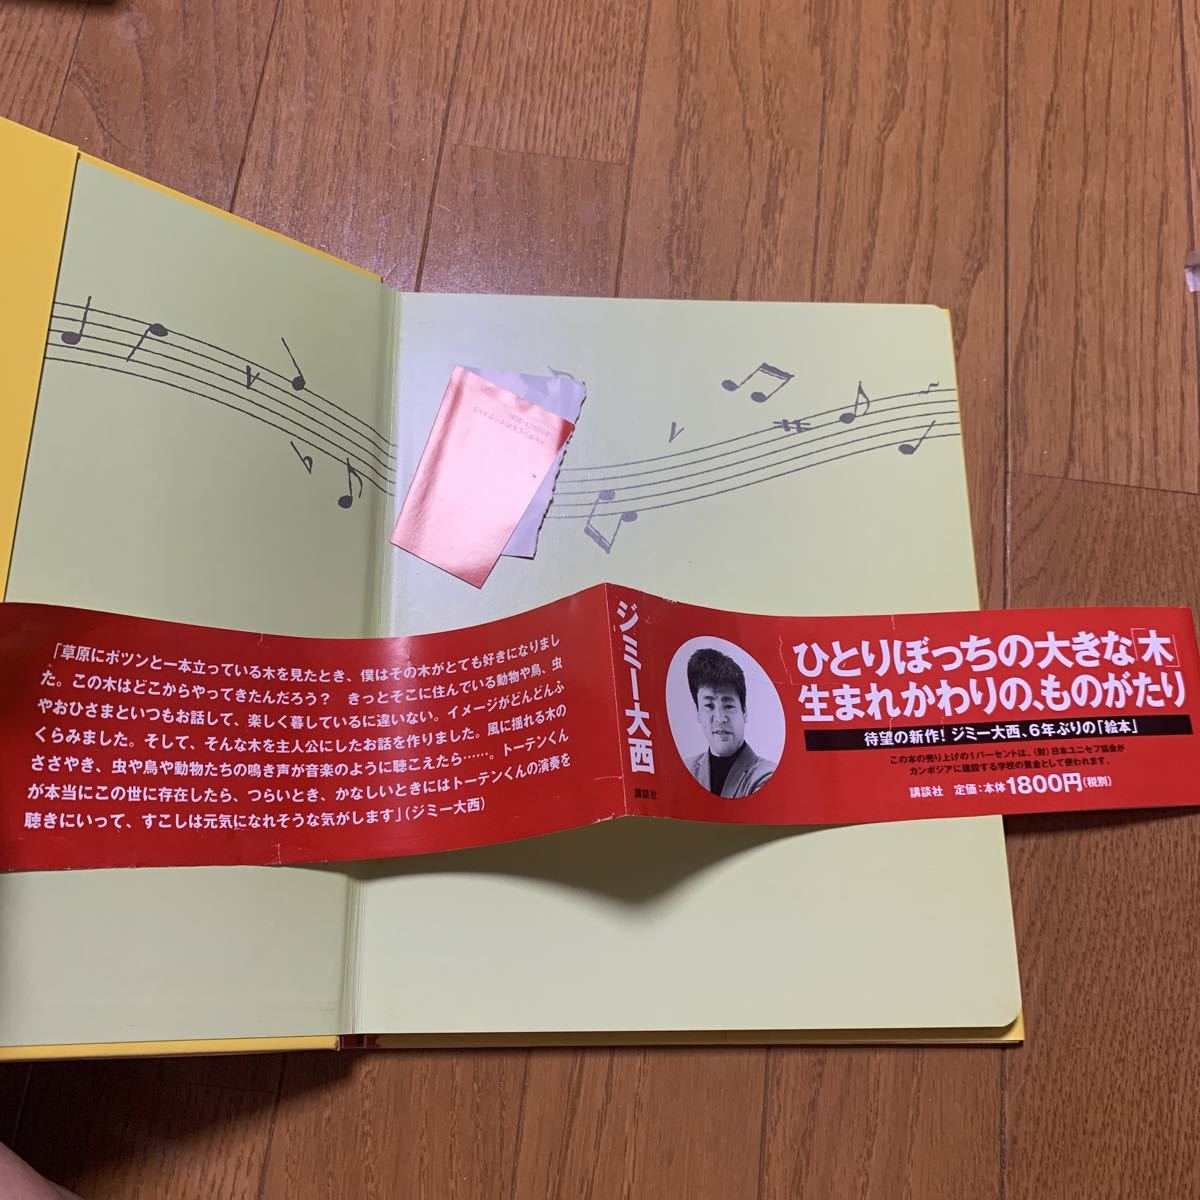 「草原にポツンと一本立っている木を見たとき、僕はその木がとても好きになりまし
た。この木はどこからやってきたんだろう？　きっとそこに住んでいる動物や鳥、虫
やおひさまといつもお話して、楽しく暮しているに違いない。イメージがどんどんふ
くらみました。そして、そんな木を主人公にしたお話を作りました。風に揺れる木の
ささやき、虫や鳥や動物たちの鳴き声が音楽のように聴こえたら……。トーテンくん
が本当にこの世に存在したら、つらいとき、かなしいときにはトーテンくんの演奏を
聴きにいって、すこしは元気になれそうな気がします」（ジミー大西）
ジミー大西
講談社
ひとりぼっちの大きな「木」
生まれかわりの、ものがたり
待望の新作！ ジミー大西、6年ぶりの「絵本」
この本の売り上げの1パーセントは、(財)日本ユニセフ協会が
カンボジアに建設する学校の資金として使われます。
講談社　定価：本体1800円(税別)